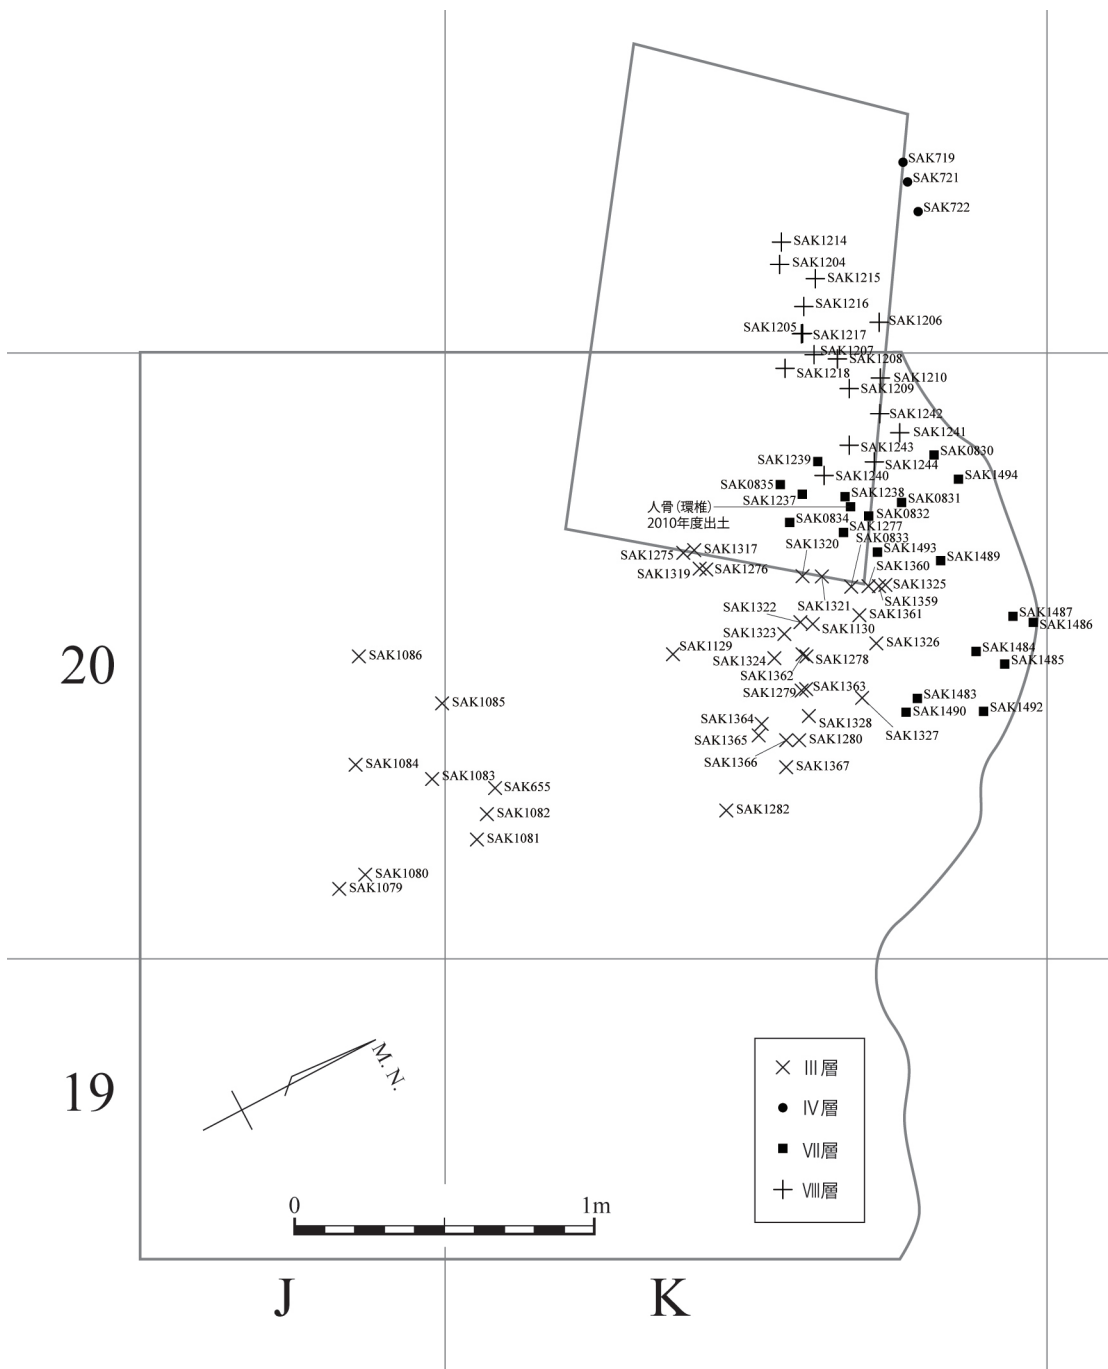 SAK719
SAK721
SAK722
SAK1214
SAK1204
SAK1215
SAK1216
SAK1206
SAK1205
SAK1217
SAK1207
SAK1208
SAK1218
SAK1210
SAK1209
SAK1242
SAK1241
SAK1243
SAK0830
SAK1239
SAK1244
SAK1240
SAK1494
SAK0835
SAK1237
SAK1238
SAK0831
人骨（環椎）
2010年度出土
SAK0832
SAK0834
SAK1277
SAK0833
SAK1320
SAK1317
SAK1275
SAK1493
SAK1489
SAK1360
SAK1319
SAK1276
SAK1325
SAK1359
SAK1321
SAK1322
SAK1361
SAK1487
SAK1486
SAK1130
SAK1323
SAK1129
SAK1326
SAK1324
SAK1278
SAK1484
SAK1485
SAK1086
20
SAK1362
SAK1279
SAK1363
SAK1483
SAK1085
SAK1490
SAK1492
SAK1364
SAK1328
SAK1327
SAK1365
SAK1280
SAK1366
SAK1084
SAK1367
SAK1083
SAK655
SAK1282
SAK1082
SAK1081
SAK1080
SAK1079
M. N.
19
III層
IV層
VII層
VIII層
0 1m
J K